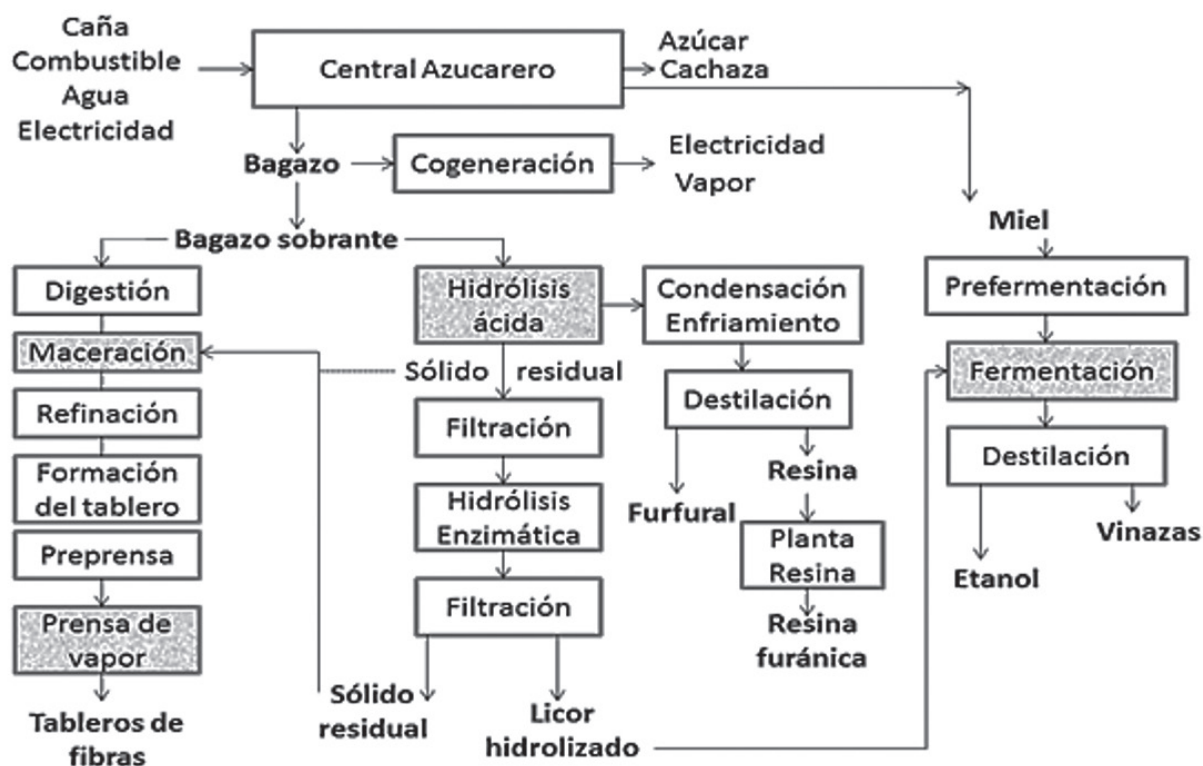 Caña
Combustible
Agua
Electricidad
Central Azucarero
Azúcar
Cachaza
Bagazo
Cogeneración
Electricidad
Vapor
Miel
Bagazo sobrante
Digestión
Maceración
Refinación
Formación
del tablero
Preprensa
Prensa de
vapor
Tableros de
fibras
Hidrólisis
ácida
Sólido residual
Filtración
Hidrólisis
Enzimática
Filtración
Sólido
residual
Licor
hidrolizado
Condensación
Enfriamiento
Destilación
Furfural
Resina
Planta
Resina
Resina
furánica
Prefermentación
Fermentación
Destilación
Etanol
Vinazas